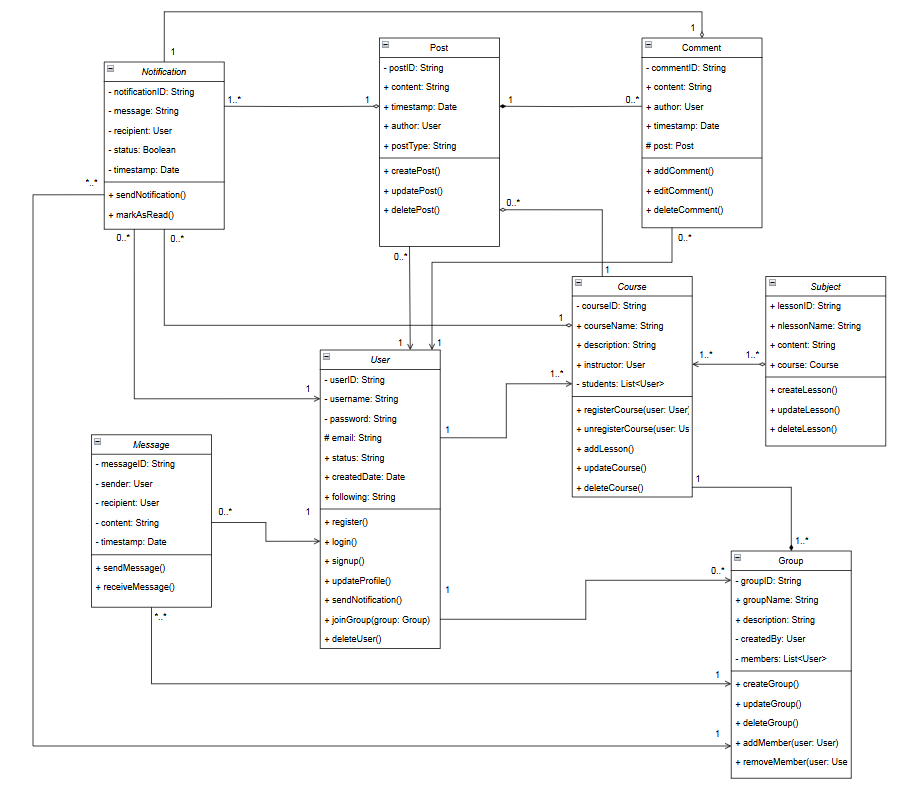 1
1
Notification
- notificationID: String
- message: String
- recipient: User
- status: Boolean
- timestamp: Date
+ sendNotification()
+ markAsRead()
1..*
1
*..*
0..*
0..*
Post
- postID: String
+ content: String
+ timestamp: Date
+ author: User
+ postType: String
+ createPost()
+ updatePost()
+ deletePost()
1
0..*
0..*
0..*
Comment
- commentID: String
+ content: String
+ author: User
+ timestamp: Date
# post: Post
+ addComment()
+ editComment()
+ deleteComment()
0..*
1
1
1
1
1
User
- userID: String
- username: String
- password: String
# email: String
+ status: String
+ createdDate: Date
+ following: String
+ register()
+ login()
+ signup()
+ updateProfile()
+ sendNotification()
+ joinGroup(group: Group)
+ deleteUser()
1
1..*
1
1
0..*
Course
- courseID: String
+ courseName: String
+ description: String
+ instructor: User
- students: List<User>
+ registerCourse(user: User)
+ unregisterCourse(user: Us
+ addLesson()
+ updateCourse()
+ deleteCourse()
1..*
1..*
1
1..*
Subject
+ lessonID: String
+ nlessonName: String
+ content: String
+ course: Course
+ createLesson()
+ updateLesson()
+ deleteLesson()
Message
- messageID: String
- sender: User
- recipient: User
- content: String
- timestamp: Date
+ sendMessage()
+ receiveMessage()
0..*
*..*
Group
- groupID: String
+ groupName: String
+ description: String
- createdBy: User
- members: List<User>
+ createGroup()
+ updateGroup()
+ deleteGroup()
+ addMember(user: User)
+ removeMember(user: Use
1
1